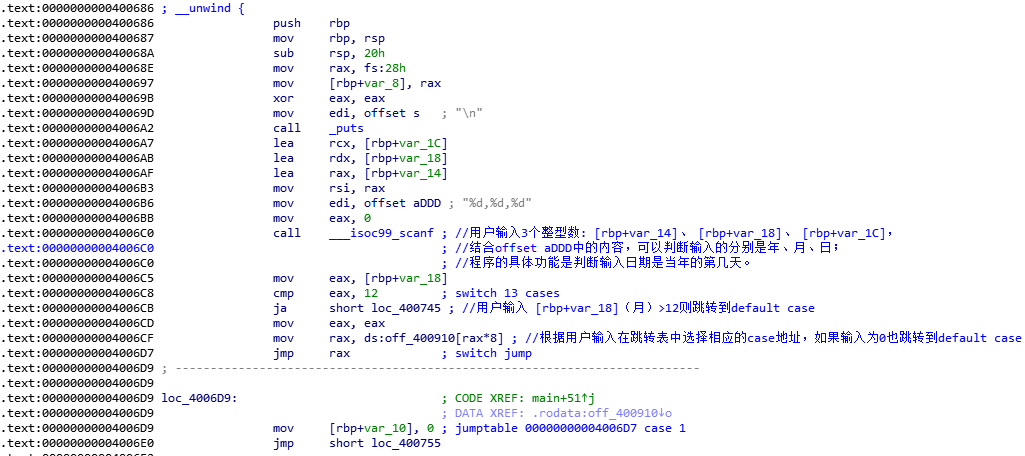 .text:0000000000400686 ; __unwind {
.text:0000000000400686 push rbp
.text:0000000000400687 mov rbp, rsp
.text:000000000040068A sub rsp, 20h
.text:000000000040068E mov rax, fs:28h
.text:0000000000400697 mov [rbp+var_8], rax
.text:000000000040069B xor eax, eax
.text:000000000040069D mov edi, offset s ; "\n"
.text:00000000004006A2 call _puts
.text:00000000004006A7 lea rcx, [rbp+var_1C]
.text:00000000004006AB lea rdx, [rbp+var_18]
.text:00000000004006AF lea rax, [rbp+var_14]
.text:00000000004006B3 mov rsi, rax
.text:00000000004006B6 mov edi, offset aDDD ; "%d,%d,%d"
.text:00000000004006BB mov eax, 0
.text:00000000004006C0 call ___isoc99_scanf ; //用户输入3个整型数: [rbp+var_14]、 [rbp+var_18]、 [rbp+var_1C]，
.text:00000000004006C0 ; //结合offset aDDD中的内容，可以判断输入的分别是年、月、日；
.text:00000000004006C0 ; //程序的具体功能是判断输入日期是当年的第几天。
.text:00000000004006C5 mov eax, [rbp+var_18]
.text:00000000004006C8 cmp eax, 12 ; switch 13 cases
.text:00000000004006CB ja short loc_400745 ; //用户输入 [rbp+var_18]（月）>12则跳转到default case
.text:00000000004006CD mov eax, eax
.text:00000000004006CF mov rax, ds:off_400910[rax*8] ; //根据用户输入在跳转表中选择相应的case地址，如果输入为0也跳转到default case
.text:00000000004006D7 jmp rax ; switch jump
.text:00000000004006D9 ; ---------------------------------------------------------------------------
.text:00000000004006D9
.text:00000000004006D9 loc_4006D9: ; CODE XREF: main+51↑j
.text:00000000004006D9 ; DATA XREF: .rodata:off_400910↓o
.text:00000000004006D9 mov [rbp+var_10], 0 ; jumptable 00000000004006D7 case 1
.text:00000000004006E0 jmp short loc_400755